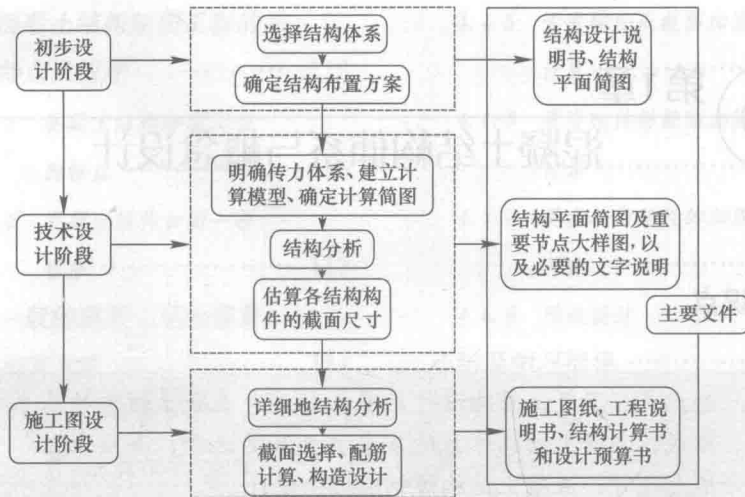 初步设
计阶段
选择结构体系
确定结构布置方案
结构设计说
明书、结构
平面简图
技术设
计阶段
明确传力体系、建立计
算模型、确定计算简图
结构分析
估算各结构构
件的截面尺寸
结构平面简图及重
要节点大样图,以
及必要的文字说明
主要文件
施工图设
计阶段
详细地结构分析
截面选择、配筋
计算、构造设计
施工图纸,工程说
明书、结构计算书
和设计预算书